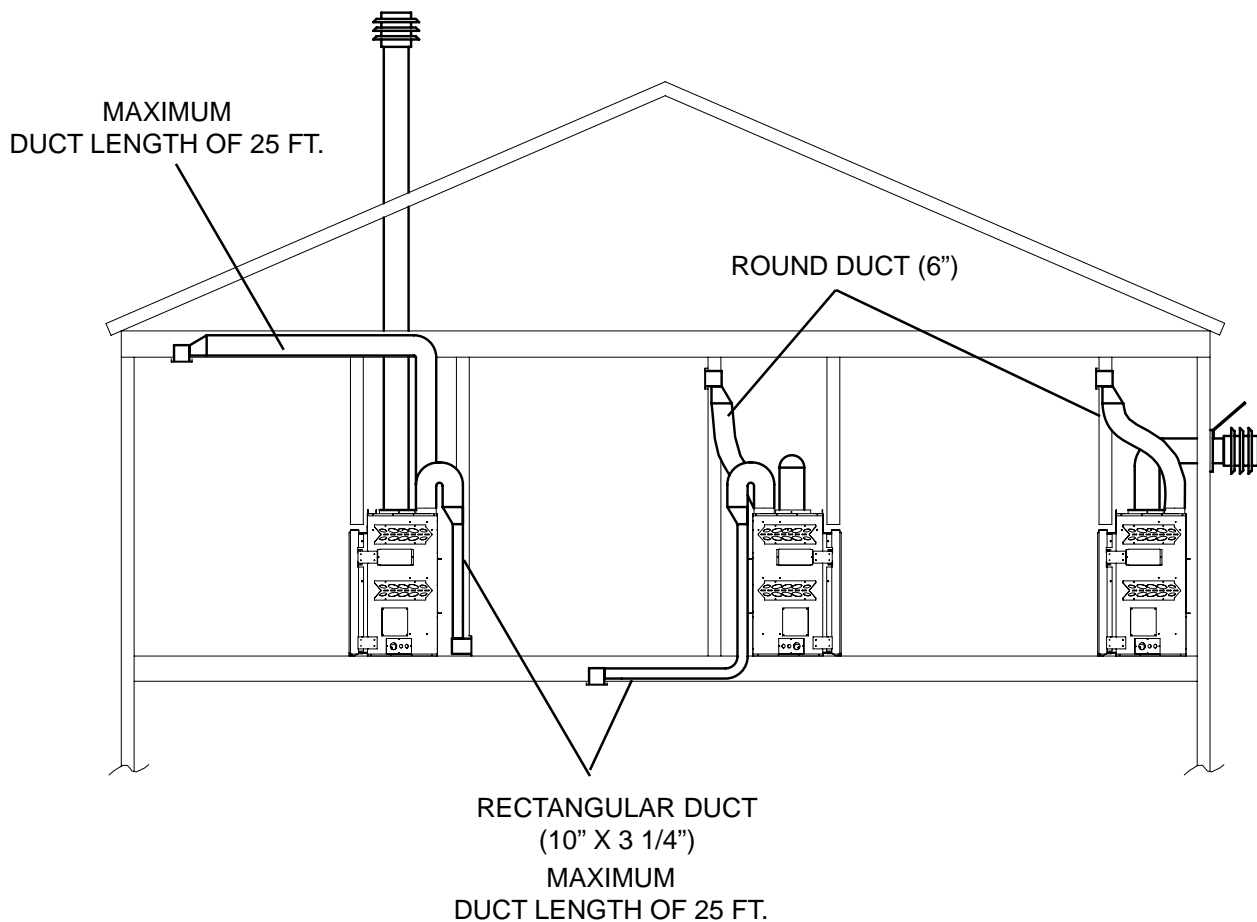 MAXIMUM
DUCT LENGTH OF 25 FT.
ROUND DUCT (6”)
RECTANGULAR DUCT
(10” X 3 1/4”)
MAXIMUM
DUCT LENGTH OF 25 FT.